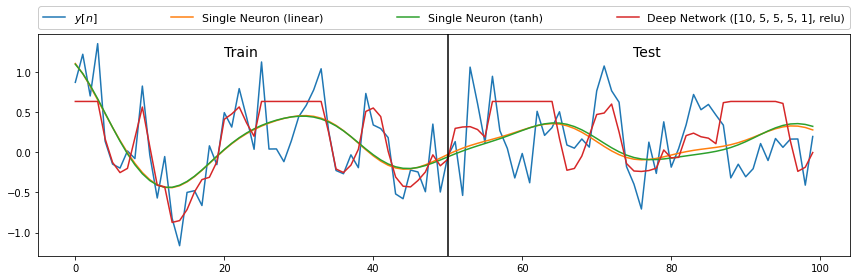 y[n] Single Neuron (linear) Single Neuron (tanh) Deep Network ([10, 5, 5, 5, 1], relu)
Train Test
1.0
0.5
0.0
−0.5
−1.0
0 20 40 60 80 100